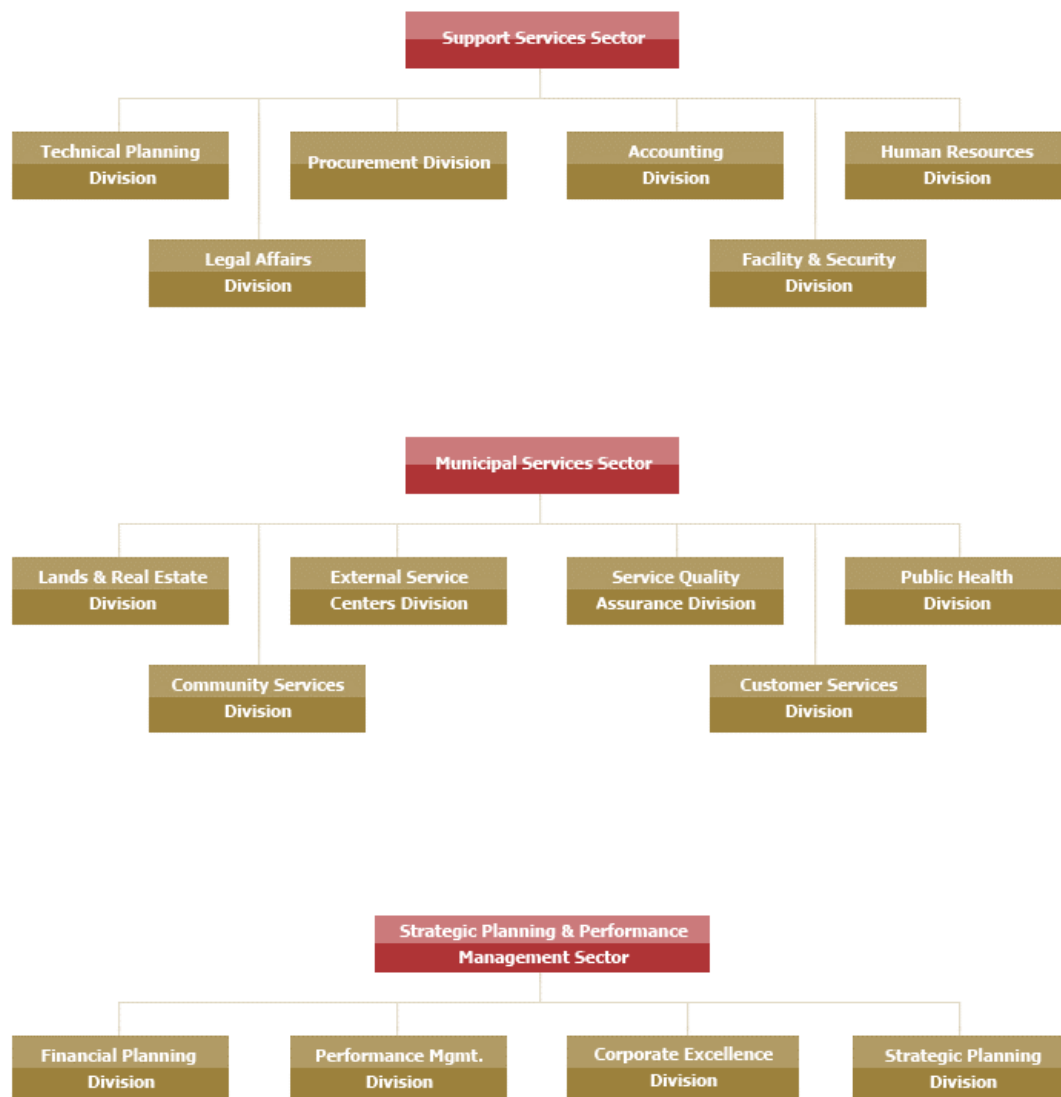 Support Services Sector
Technical Planning
Division
Procurement Division
Accounting
Division
Human Resources
Division
Legal Affairs
Division
Facility & Security
Division
Municipal Services Sector
Lands & Real Estate
Division
External Service
Centers Division
Service Quality
Assurance Division
Public Health
Division
Community Services
Division
Customer Services
Division
Strategic Planning & Performance
Management Sector
Financial Planning
Division
Performance Mgmt.
Division
Corporate Excellence
Division
Strategic Planning
Division